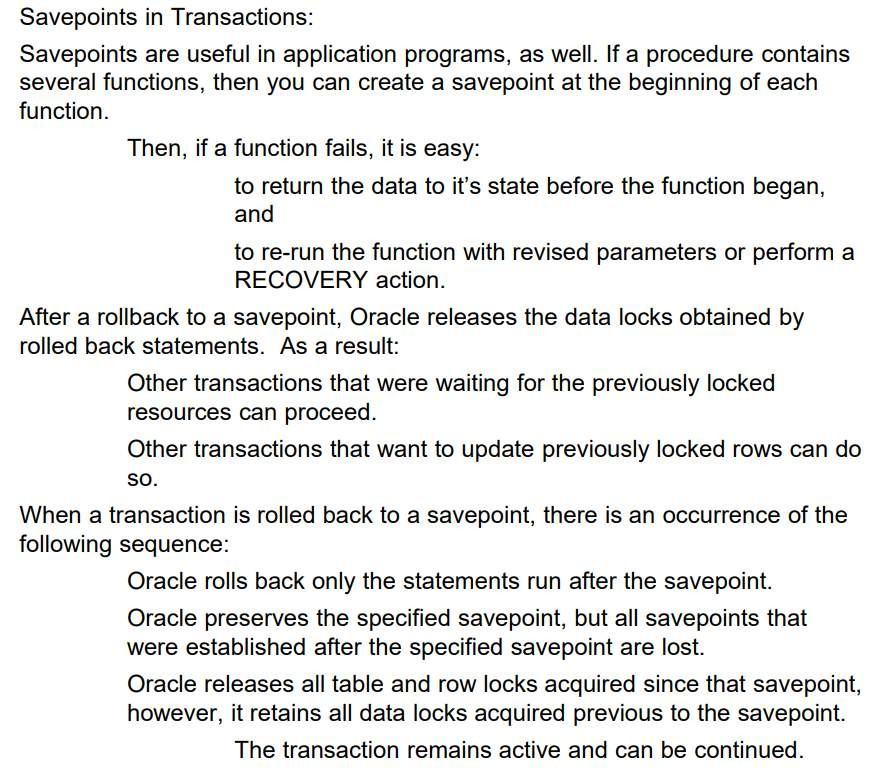 Savepoints in Transactions:
Savepoints are useful in application programs, as well. If a procedure contains
several functions, then you can create a savepoint at the beginning of each
function.
Then, if a function fails, it is easy:
to return the data to it’s state before the function began,
and
to re-run the function with revised parameters or perform a
RECOVERY action.
After a rollback to a savepoint, Oracle releases the data locks obtained by
rolled back statements.  As a result:
Other transactions that were waiting for the previously locked
resources can proceed.
Other transactions that want to update previously locked rows can do
so.
When a transaction is rolled back to a savepoint, there is an occurrence of the
following sequence:
Oracle rolls back only the statements run after the savepoint.
Oracle preserves the specified savepoint, but all savepoints that
were established after the specified savepoint are lost.
Oracle releases all table and row locks acquired since that savepoint,
however, it retains all data locks acquired previous to the savepoint.
The transaction remains active and can be continued.